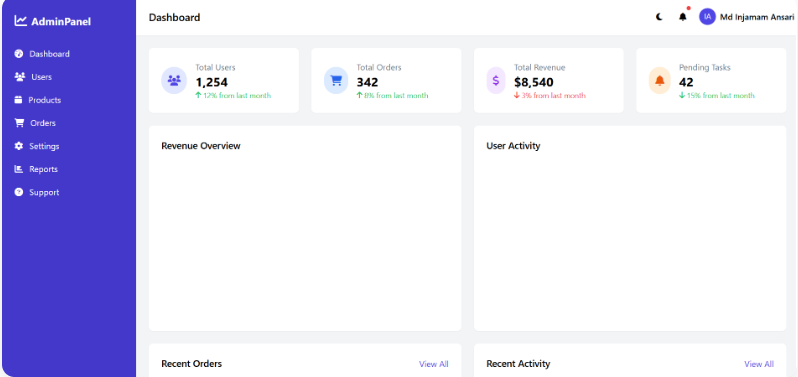 AdminPanel
Dashboard
Users
Products
Orders
Settings
Reports
Support
Dashboard
IA
Md Injamam Ansari
Total Users
1,254
12% from last month
Total Orders
342
8% from last month
Total Revenue
$8,540
3% from last month
Pending Tasks
42
15% from last month
Revenue Overview
User Activity
Recent Orders
View All
Recent Activity
View All